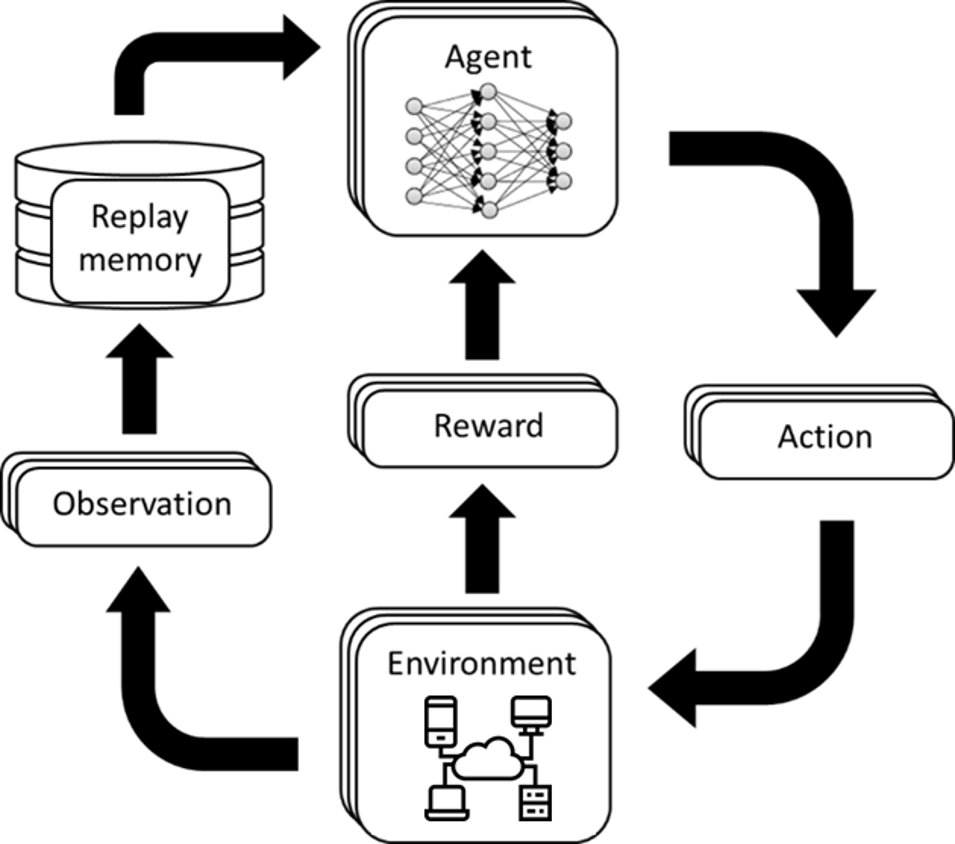 Agent
Replay
memory
Reward
Action
Observation
Environment